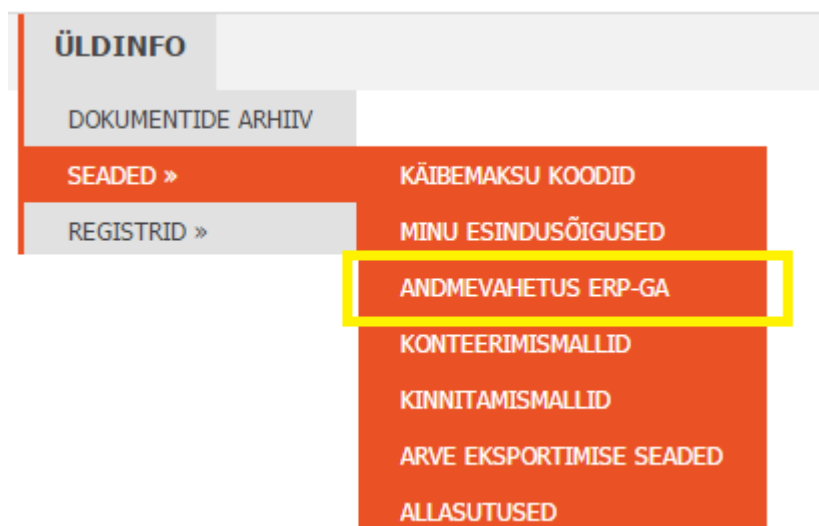 ÜLDINFO
DOKUMENTIDE ARHIIV
SEADED »
REGISTRID »
KÄIBEMAKSU KOODID
MINU ESINDUSÕIGUSED
ANDMEVAHETUS ERP-GA
KONTEERIMISMALLID
KINNITAMISMALLID
ARVE EKSPORTIMISE SEADED
ALLASUTUSED